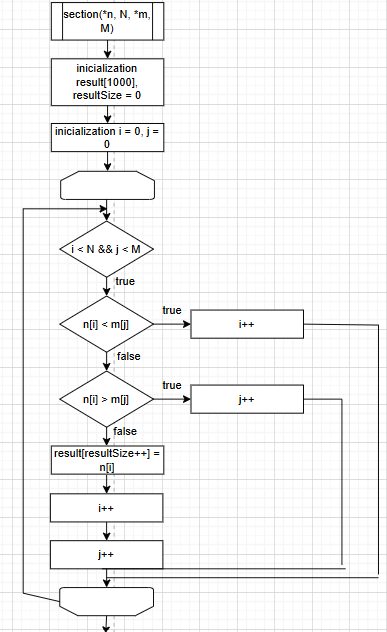 section(*n, N, *m,
M)
inicialization
result[1000],
resultSize = 0
inicialization i = 0, j =
0
i < N && j < M
true
n[i] < m[j]
true
i++
false
n[i] > m[j]
true
j++
false
result[resultSize++] =
n[i]
i++
j++